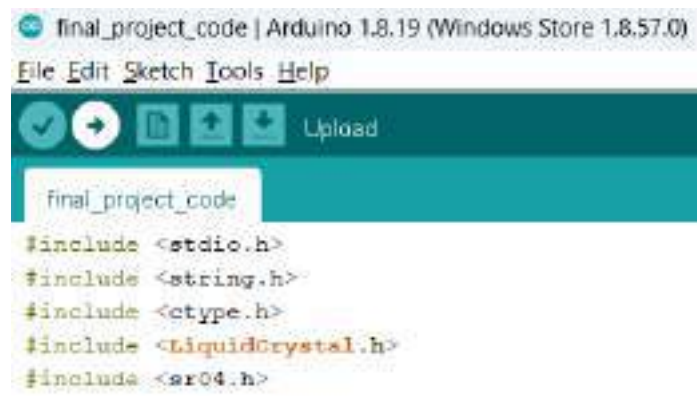 final_project_code | Arduino 1.8.19 (Windows Store 1.8.57.0)
File Edit Sketch Tools Help
Upload
final_project_code
#include <stdio.h>
#include <string.h>
#include <ctype.h>
#include <LiquidCrystal.h>
#include <sr04.h>